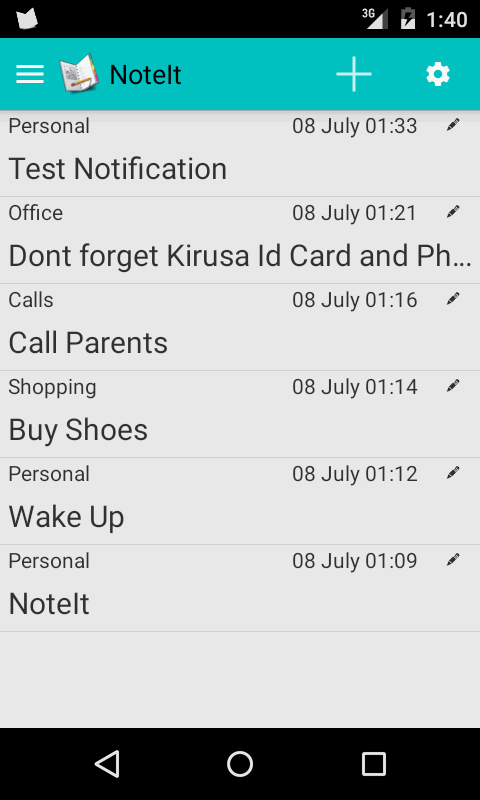 3G 1:40
NoteIt
Personal 08 July 01:33
Test Notification
Office 08 July 01:21
Dont forget Kirusa Id Card and Ph...
Calls 08 July 01:16
Call Parents
Shopping 08 July 01:14
Buy Shoes
Personal 08 July 01:12
Wake Up
Personal 08 July 01:09
NoteIt